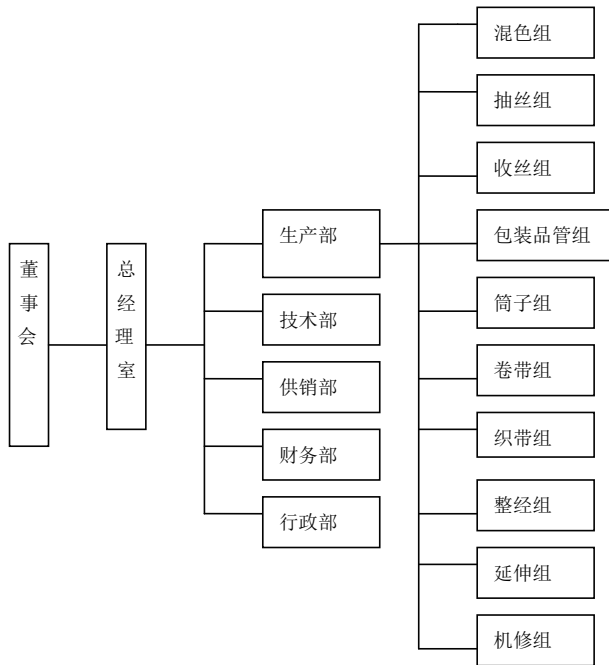 董事会
总经理室
生产部
技术部
供销部
财务部
行政部
混色组
抽丝组
收丝组
包装品管组
筒子组
卷带组
织带组
整经组
延伸组
机修组